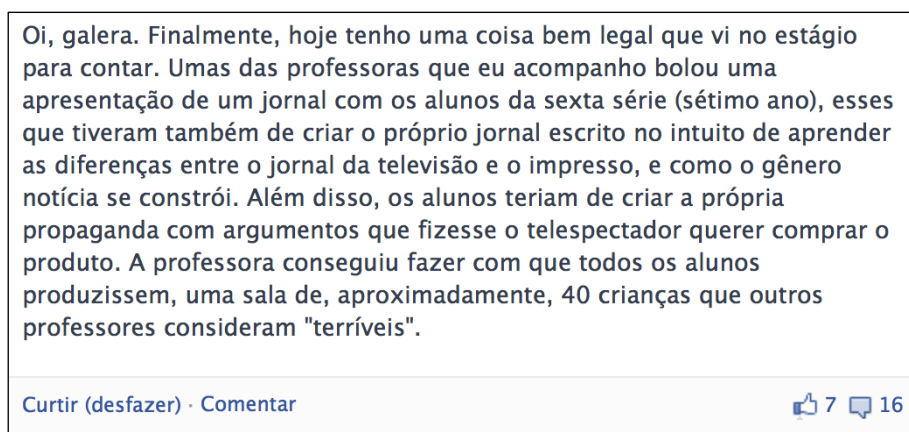 Oi, galera. Finalmente, hoje tenho uma coisa bem legal que vi no estágio
para contar. Umas das professoras que eu acompanho bolou uma
apresentação de um jornal com os alunos da sexta série (sétimo ano), esses
que tiveram também de criar o próprio jornal escrito no intuito de aprender
as diferenças entre o jornal da televisão e o impresso, e como o gênero
notícia se constrói. Além disso, os alunos teriam de criar a própria
propaganda com argumentos que fizesse o telespectador querer comprar o
produto. A professora conseguiu fazer com que todos os alunos
produzissem, uma sala de, aproximadamente, 40 crianças que outros
professores consideram "terríveis".
Curtir (desfazer) · Comentar 7 16